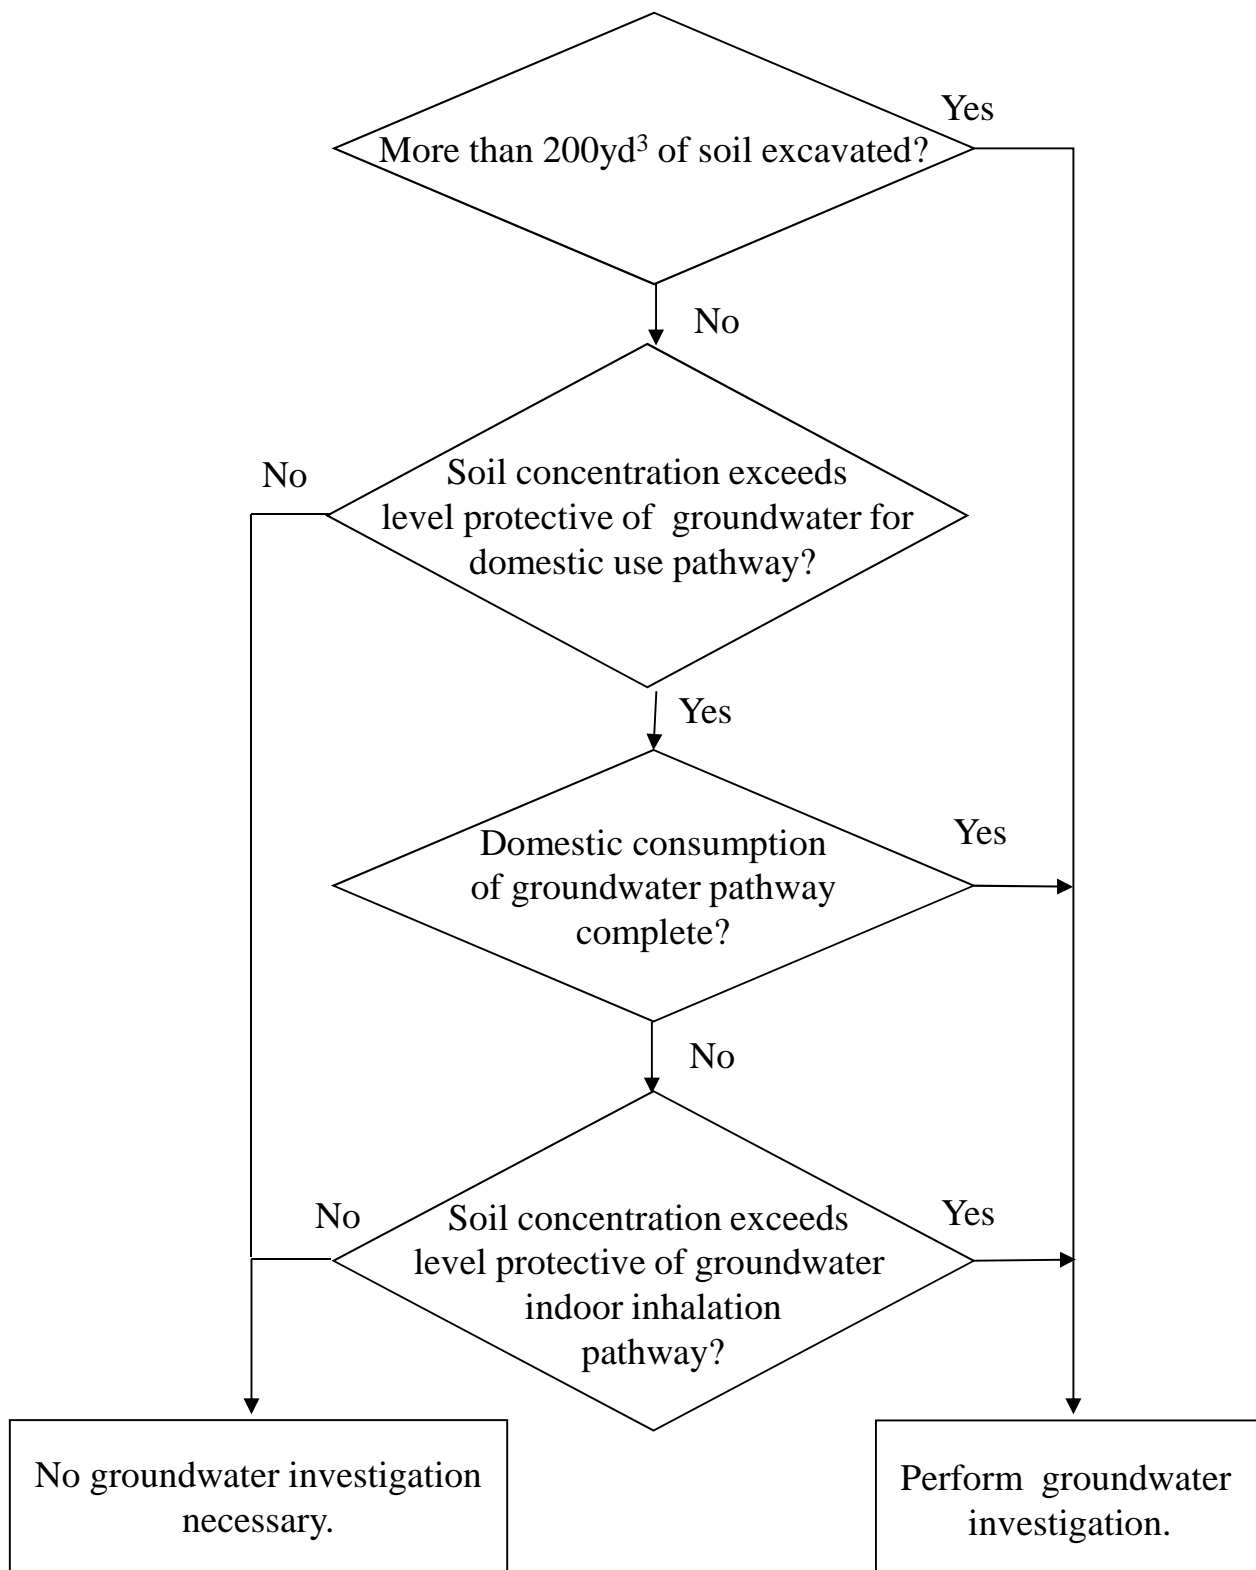 Yes
More than 200yd³ of soil excavated?
No
No
Soil concentration exceeds
level protective of groundwater for
domestic use pathway?
Yes
Yes
Domestic consumption
of groundwater pathway
complete?
No
No
Yes
Soil concentration exceeds
level protective of groundwater
indoor inhalation
pathway?
No groundwater investigation
necessary.
Perform groundwater
investigation.